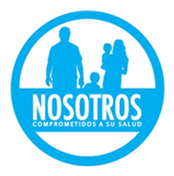 NOSOTROS
COMPROMETIDOS A SU SALUD